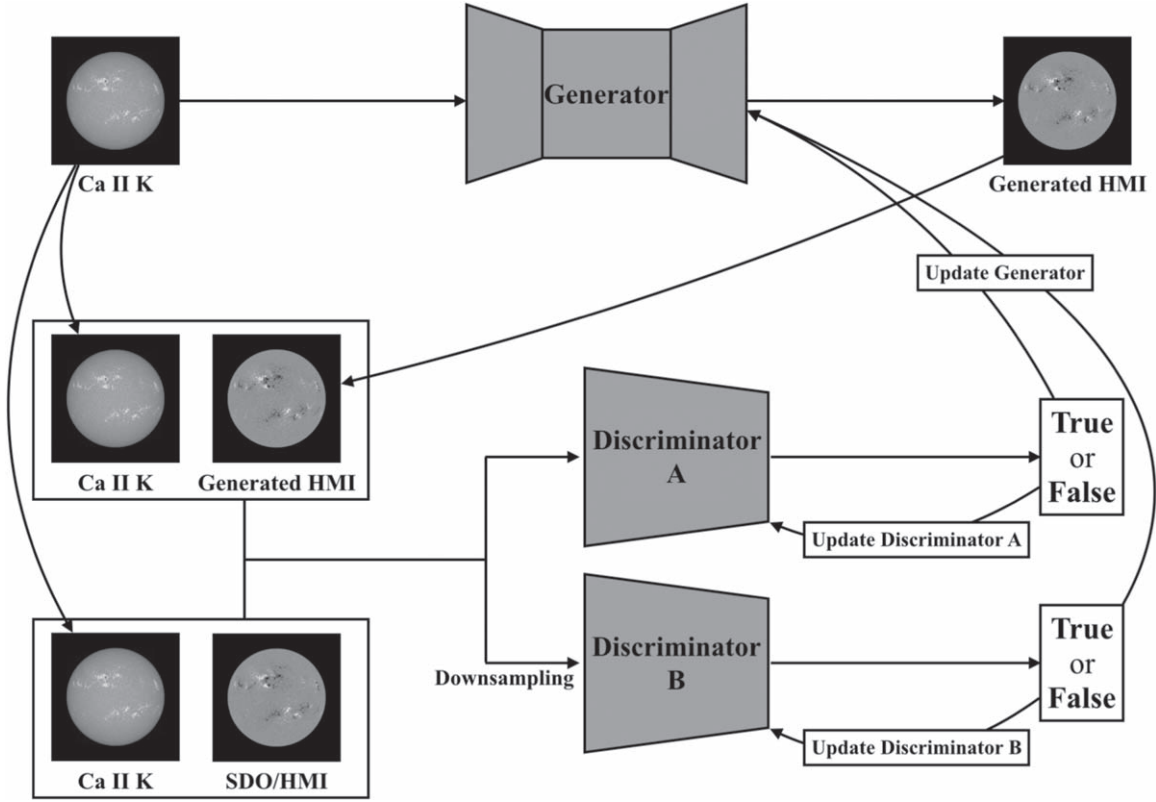 Generator
Ca II K
Generated HMI
Update Generator
Ca II K
Generated HMI
Discriminator
A
True
or
False
Update Discriminator A
Discriminator
B
Downsampling
True
or
False
Update Discriminator B
Ca II K
SDO/HMI